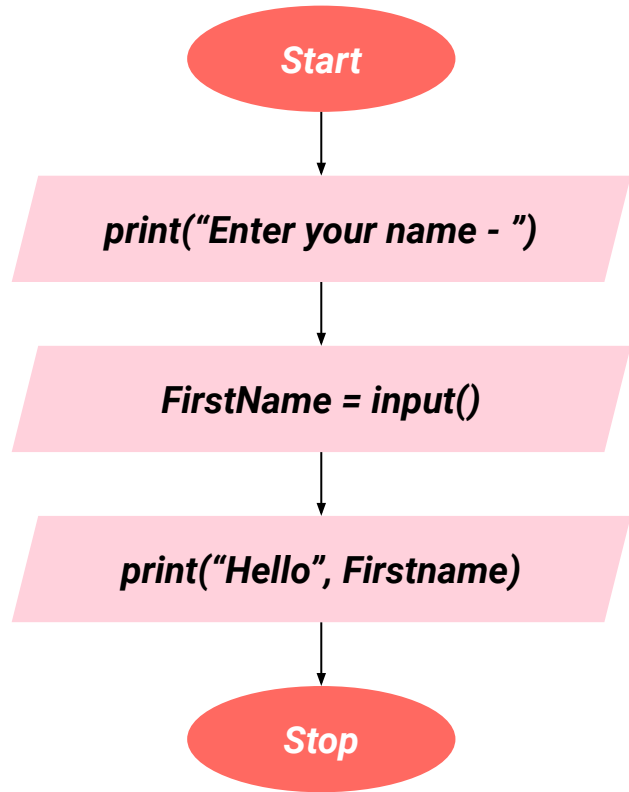 Start
print(“Enter your name - ”)
FirstName = input()
print(“Hello”, Firstname)
Stop